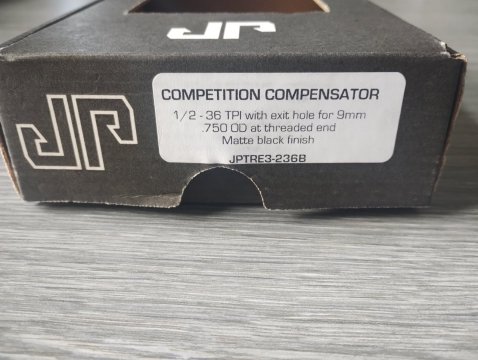 JP
JP
COMPETITION COMPENSATOR
1/2 - 36 TPI with exit hole for 9mm
.750 OD at threaded end
Matte black finish
JPTRE3-236B